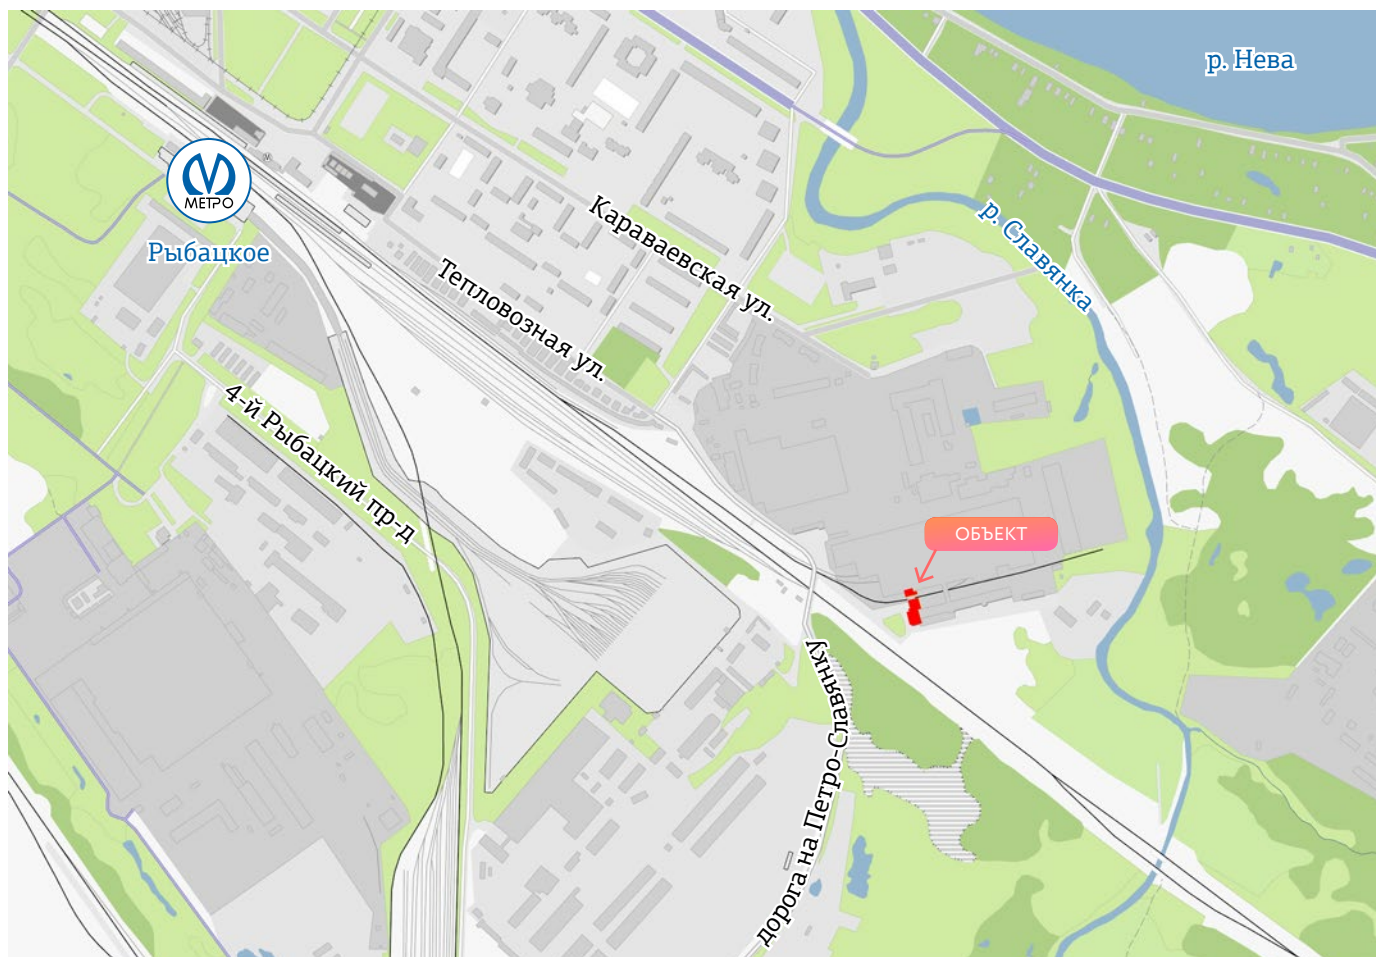 р. Нева
МЕТРО
Рыбацкое
Караваевская ул.
р. Славянка
Тепловозная ул.
4-й Рыбацкий пр-д
ОБЪЕКТ
дорога на Петро-Славянку